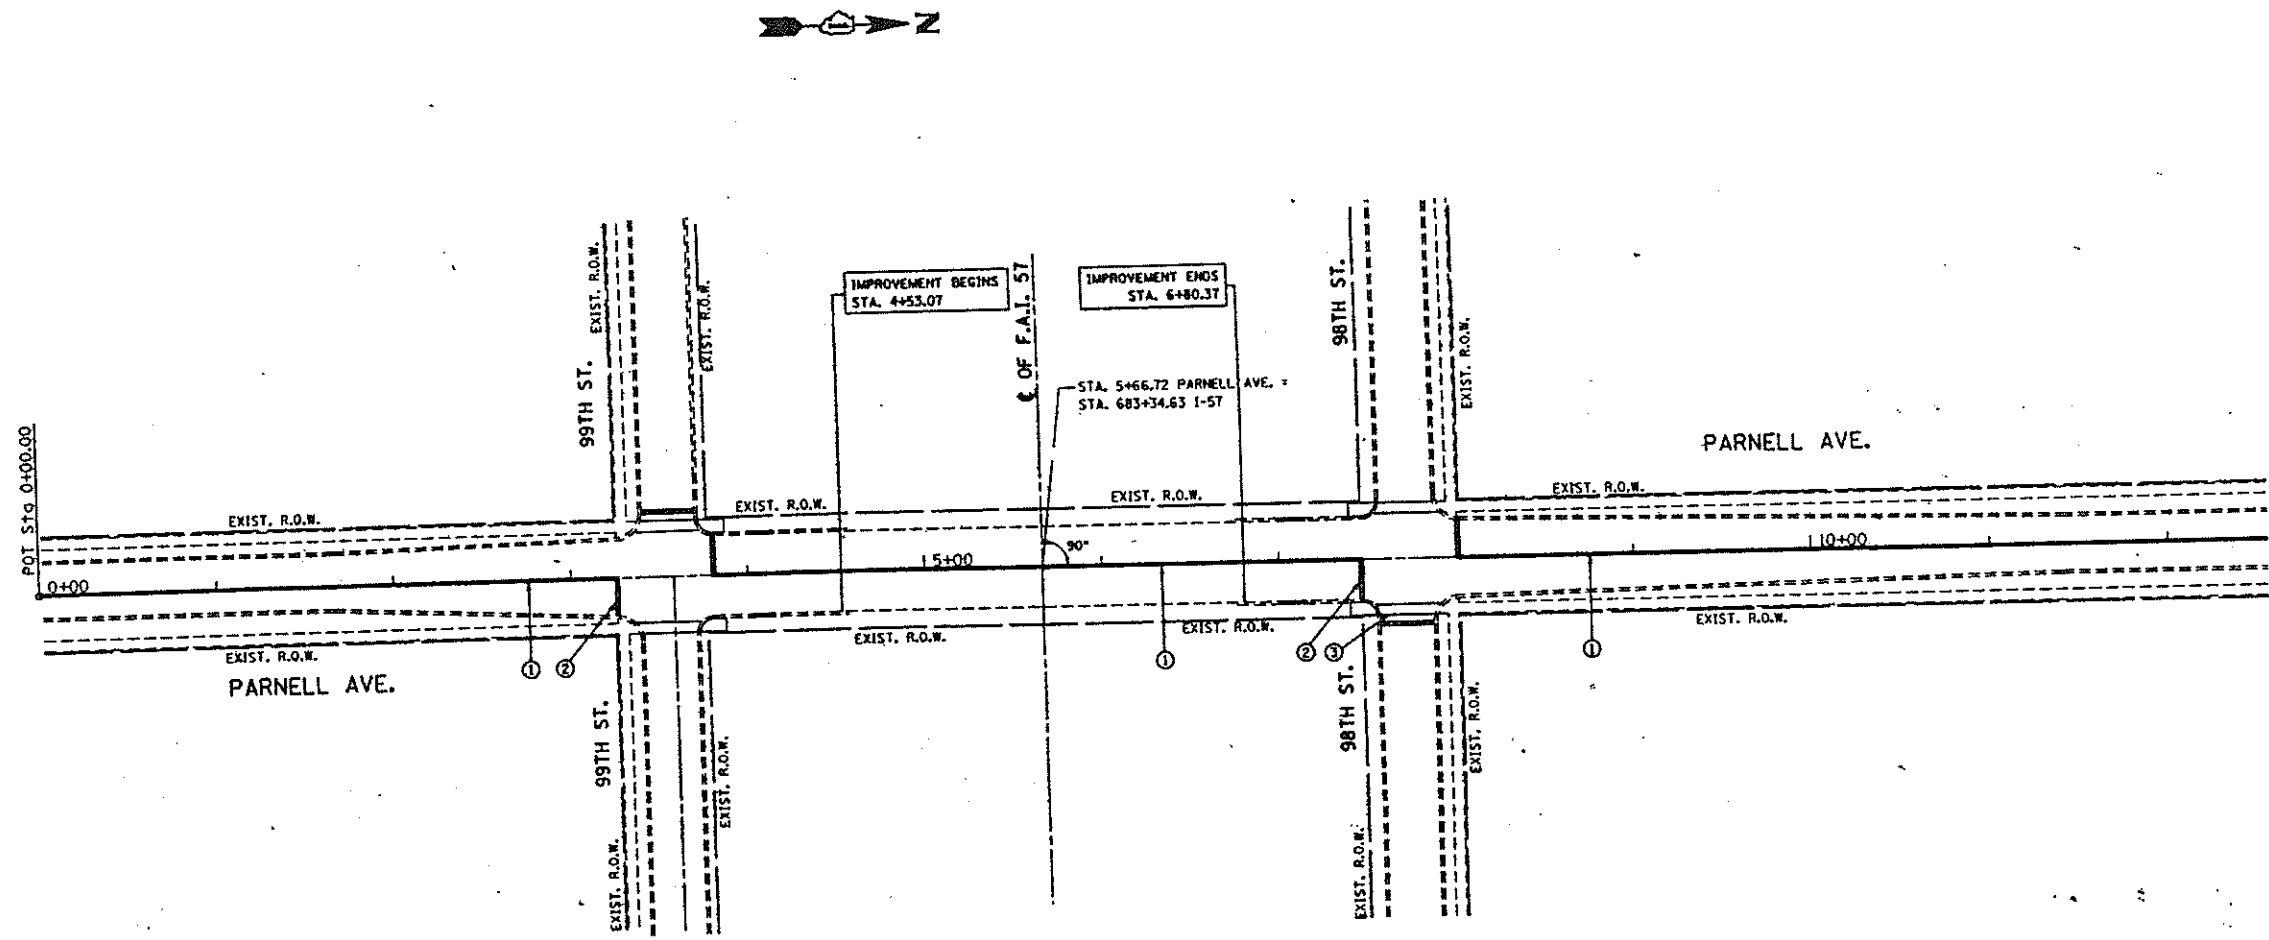 N
IMPROVEMENT BEGINS
STA. 4+53.07
℄ OF F.A.I. 57
IMPROVEMENT ENDS
STA. 6+80.37
STA. 5+66.72 PARNELL AVE. =
STA. 683+34.63 I-57
99TH ST.
EXIST. R.O.W.
EXIST. R.O.W.
98TH ST.
EXIST. R.O.W.
PARNELL AVE.
POT Sta 0+00.00
EXIST. R.O.W.
EXIST. R.O.W.
EXIST. R.O.W.
EXIST. R.O.W.
0+00
5+00
90°
10+00
EXIST. R.O.W.
EXIST. R.O.W.
EXIST. R.O.W.
EXIST. R.O.W.
① ②
①
② ③
①
PARNELL AVE.
99TH ST.
EXIST. R.O.W.
EXIST. R.O.W.
98TH ST.
EXIST. R.O.W.
EXIST. R.O.W.